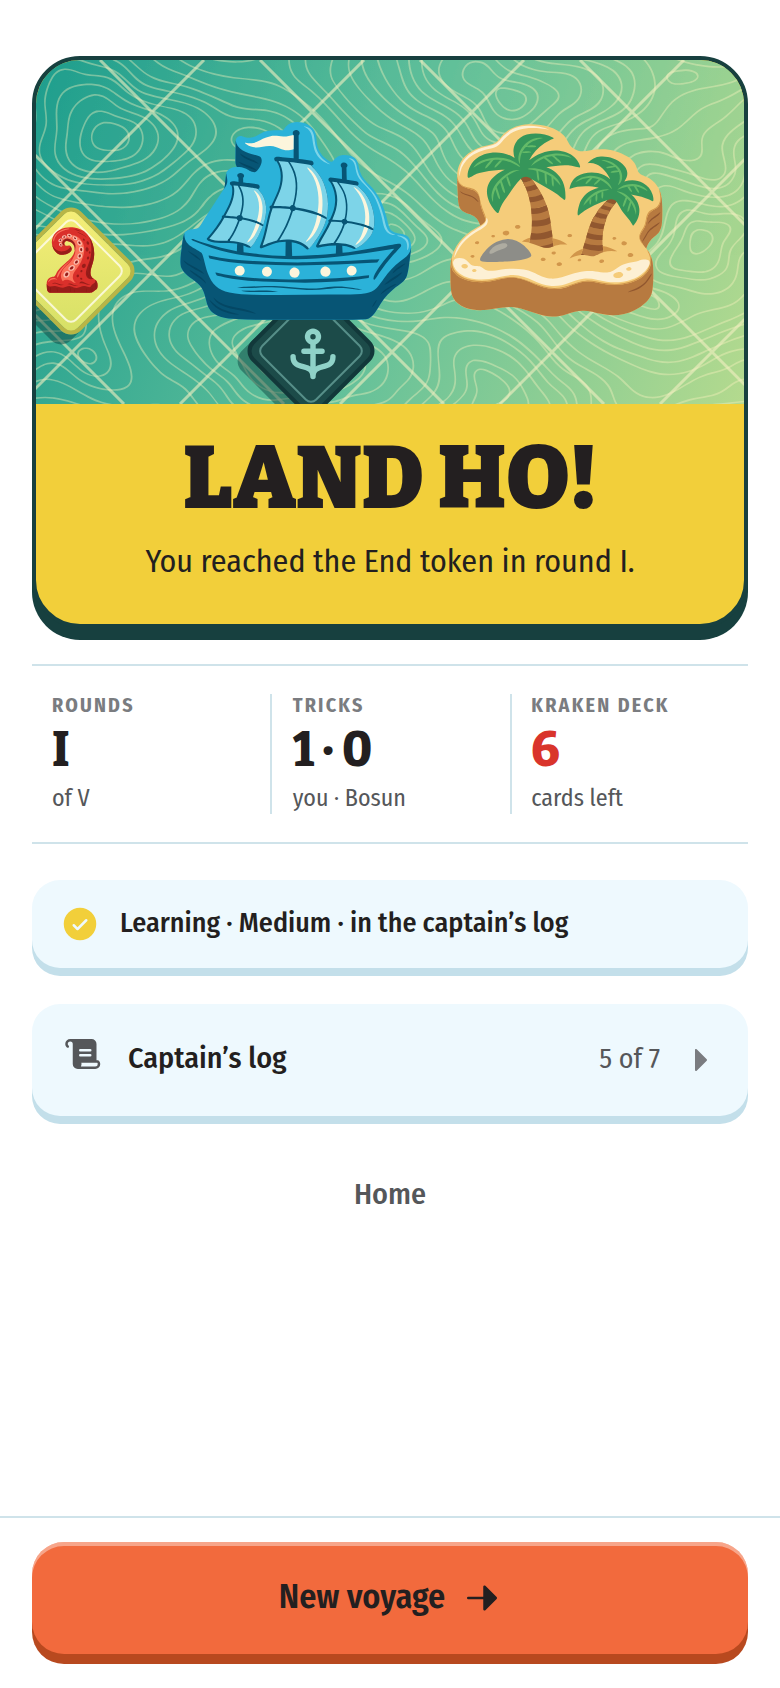 LAND HO!
You reached the End token in round I.
ROUNDS
I
of V
TRICKS
1·0
you · Bosun
KRAKEN DECK
6
cards left
Learning · Medium · in the captain’s log
Captain’s log
5 of 7
Home
New voyage